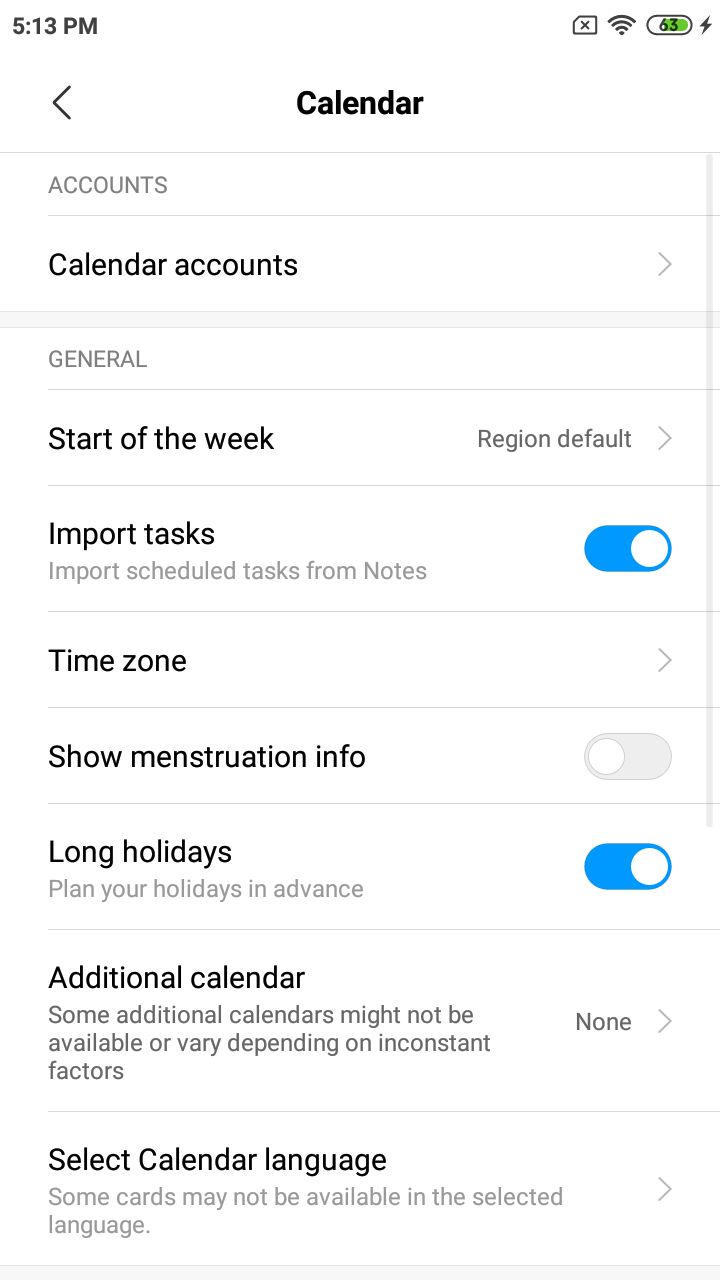 5:13 PM
63
Calendar
ACCOUNTS
Calendar accounts
GENERAL
Start of the week
Region default
Import tasks
Import scheduled tasks from Notes
Time zone
Show menstruation info
Long holidays
Plan your holidays in advance
Additional calendar
Some additional calendars might not be
available or vary depending on inconstant
factors
None
Select Calendar language
Some cards may not be available in the selected
language.